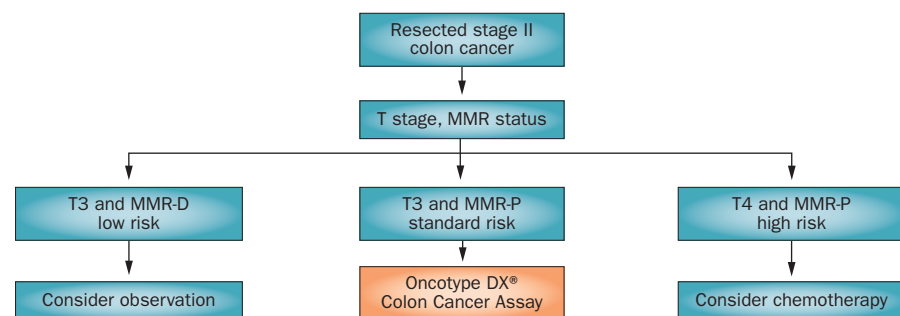 Resected stage II
colon cancer
T stage, MMR status
T3 and MMR-D
low risk
T3 and MMR-P
standard risk
T4 and MMR-P
high risk
Consider observation
Oncotype DX®
Colon Cancer Assay
Consider chemotherapy